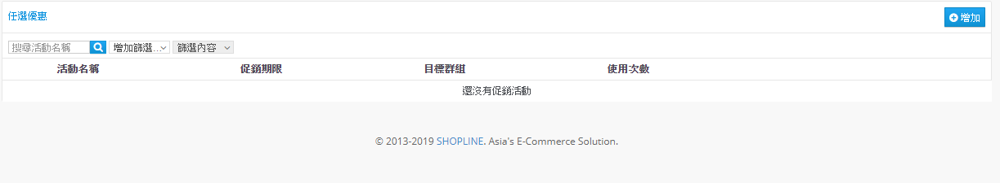 任選優惠
增加
搜尋活動名稱 增加篩選... 篩選內容
活動名稱 促銷期限 目標群組 使用次數
還沒有促銷活動
© 2013-2019 SHOPLINE. Asia's E-Commerce Solution.